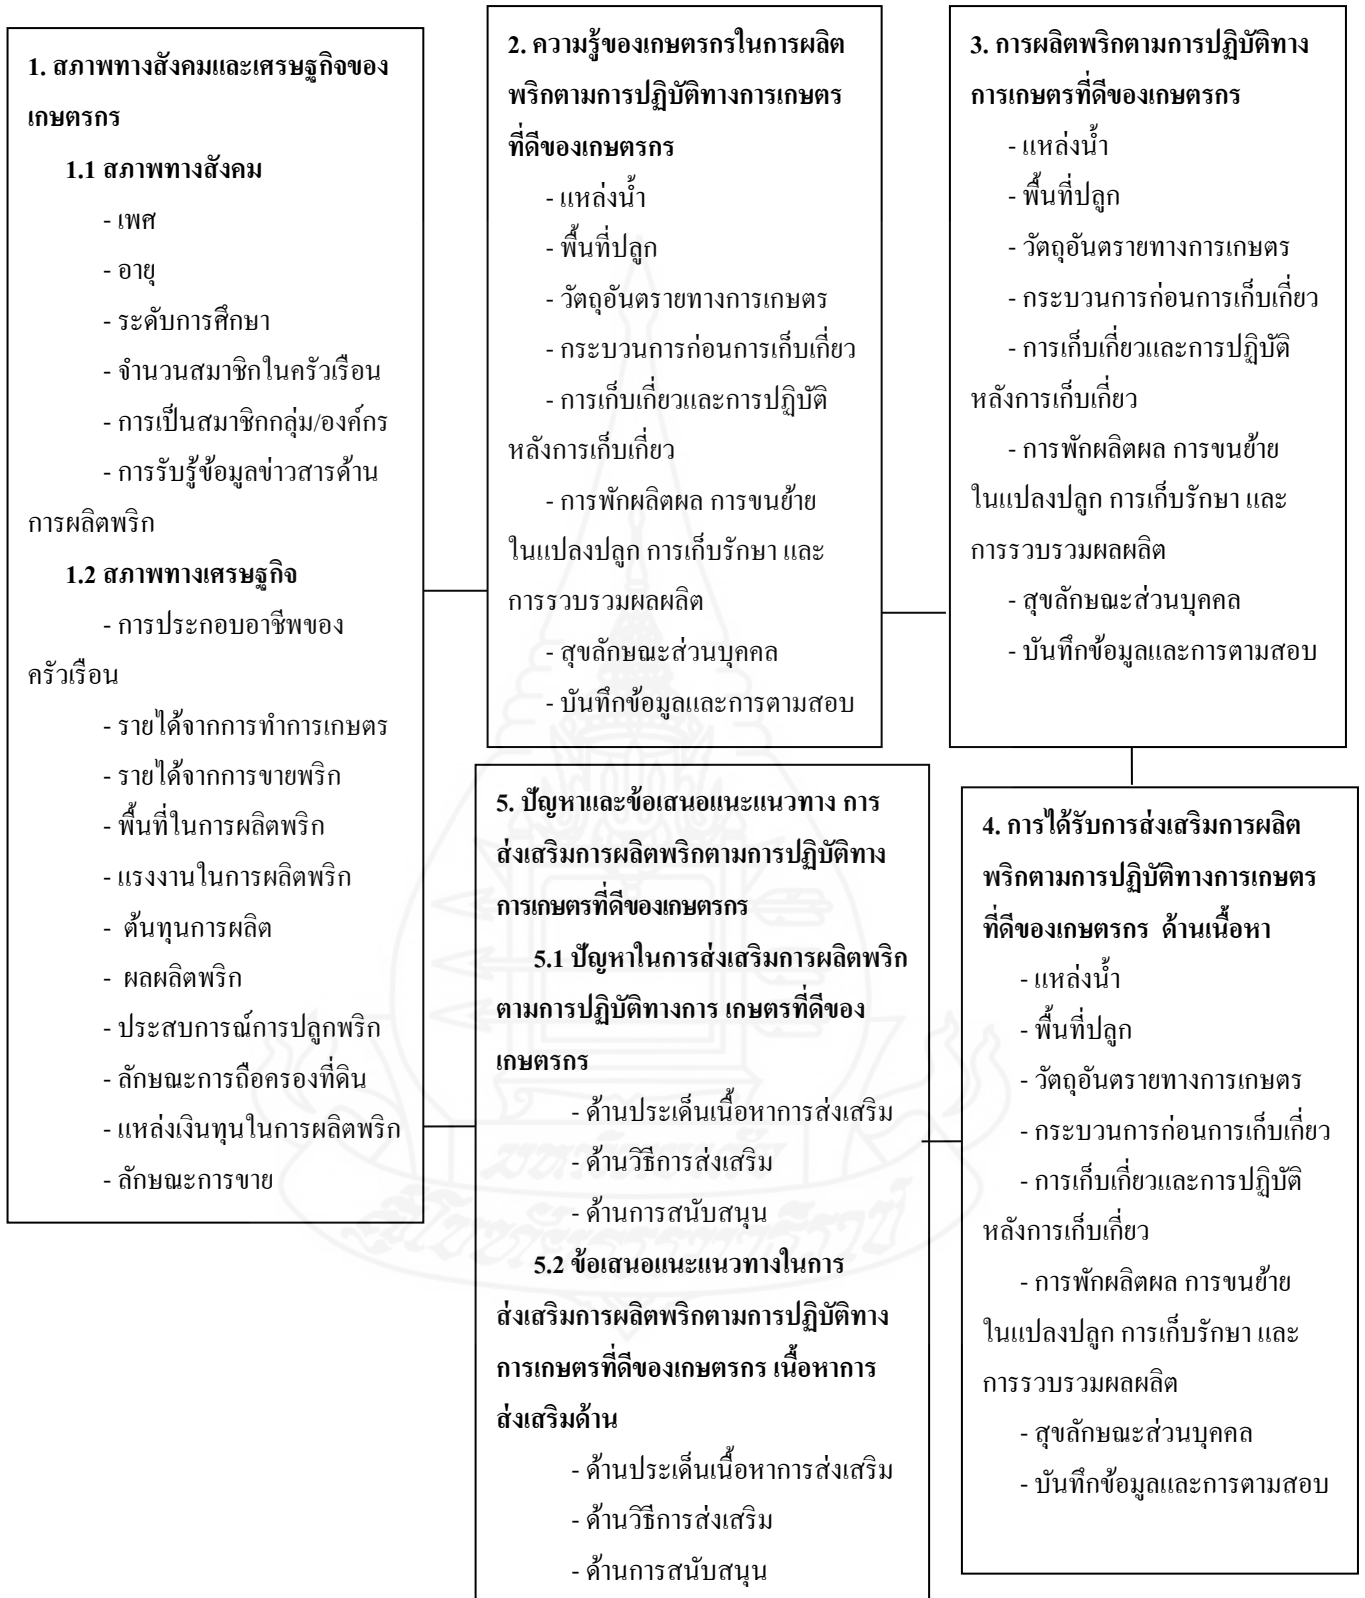 1. สภาพทางสังคมและเศรษฐกิจของ
เกษตรกร
1.1 สภาพทางสังคม
- เพศ
- อายุ
- ระดับการศึกษา
- จำนวนสมาชิกในครัวเรือน
- การเป็นสมาชิกกลุ่ม/องค์กร
- การรับรู้ข้อมูลข่าวสารด้าน
การผลิตพริก
1.2 สภาพทางเศรษฐกิจ
- การประกอบอาชีพของ
ครัวเรือน
- รายได้จากการทำการเกษตร
- รายได้จากการขายพริก
- พื้นที่ในการผลิตพริก
- แรงงานในการผลิตพริก
- ต้นทุนการผลิต
- ผลผลิตพริก
- ประสบการณ์การปลูกพริก
- ลักษณะการถือครองที่ดิน
- แหล่งเงินทุนในการผลิตพริก
- ลักษณะการขาย
2. ความรู้ของเกษตรกรในการผลิต
พริกตามการปฏิบัติทางการเกษตร
ที่ดีของเกษตรกร
- แหล่งน้ำ
- พื้นที่ปลูก
- วัตถุอันตรายทางการเกษตร
- กระบวนการก่อนการเก็บเกี่ยว
- การเก็บเกี่ยวและการปฏิบัติ
หลังการเก็บเกี่ยว
- การพักผลิตผล การขนย้าย
ในแปลงปลูก การเก็บรักษา และ
การรวบรวมผลผลิต
- สุขลักษณะส่วนบุคคล
- บันทึกข้อมูลและการตามสอบ
3. การผลิตพริกตามการปฏิบัติทาง
การเกษตรที่ดีของเกษตรกร
- แหล่งน้ำ
- พื้นที่ปลูก
- วัตถุอันตรายทางการเกษตร
- กระบวนการก่อนการเก็บเกี่ยว
- การเก็บเกี่ยวและการปฏิบัติ
หลังการเก็บเกี่ยว
- การพักผลิตผล การขนย้าย
ในแปลงปลูก การเก็บรักษา และ
การรวบรวมผลผลิต
- สุขลักษณะส่วนบุคคล
- บันทึกข้อมูลและการตามสอบ
4. การได้รับการส่งเสริมการผลิต
พริกตามการปฏิบัติทางการเกษตร
ที่ดีของเกษตรกร ด้านเนื้อหา
- แหล่งน้ำ
- พื้นที่ปลูก
- วัตถุอันตรายทางการเกษตร
- กระบวนการก่อนการเก็บเกี่ยว
- การเก็บเกี่ยวและการปฏิบัติ
หลังการเก็บเกี่ยว
- การพักผลิตผล การขนย้าย
ในแปลงปลูก การเก็บรักษา และ
การรวบรวมผลผลิต
- สุขลักษณะส่วนบุคคล
- บันทึกข้อมูลและการตามสอบ
5. ปัญหาและข้อเสนอแนะแนวทาง การ
ส่งเสริมการผลิตพริกตามการปฏิบัติทาง
การเกษตรที่ดีของเกษตรกร
5.1 ปัญหาในการส่งเสริมการผลิตพริก
ตามการปฏิบัติทางการ เกษตรที่ดีของ
เกษตรกร
- ด้านประเด็นเนื้อหาการส่งเสริม
- ด้านวิธีการส่งเสริม
- ด้านการสนับสนุน
5.2 ข้อเสนอแนะแนวทางในการ
ส่งเสริมการผลิตพริกตามการปฏิบัติทาง
การเกษตรที่ดีของเกษตรกร เนื้อหาการ
ส่งเสริมด้าน
- ด้านประเด็นเนื้อหาการส่งเสริม
- ด้านวิธีการส่งเสริม
- ด้านการสนับสนุน
มหาวิทยาลัย
สุโขทัยธรรมาธิราช